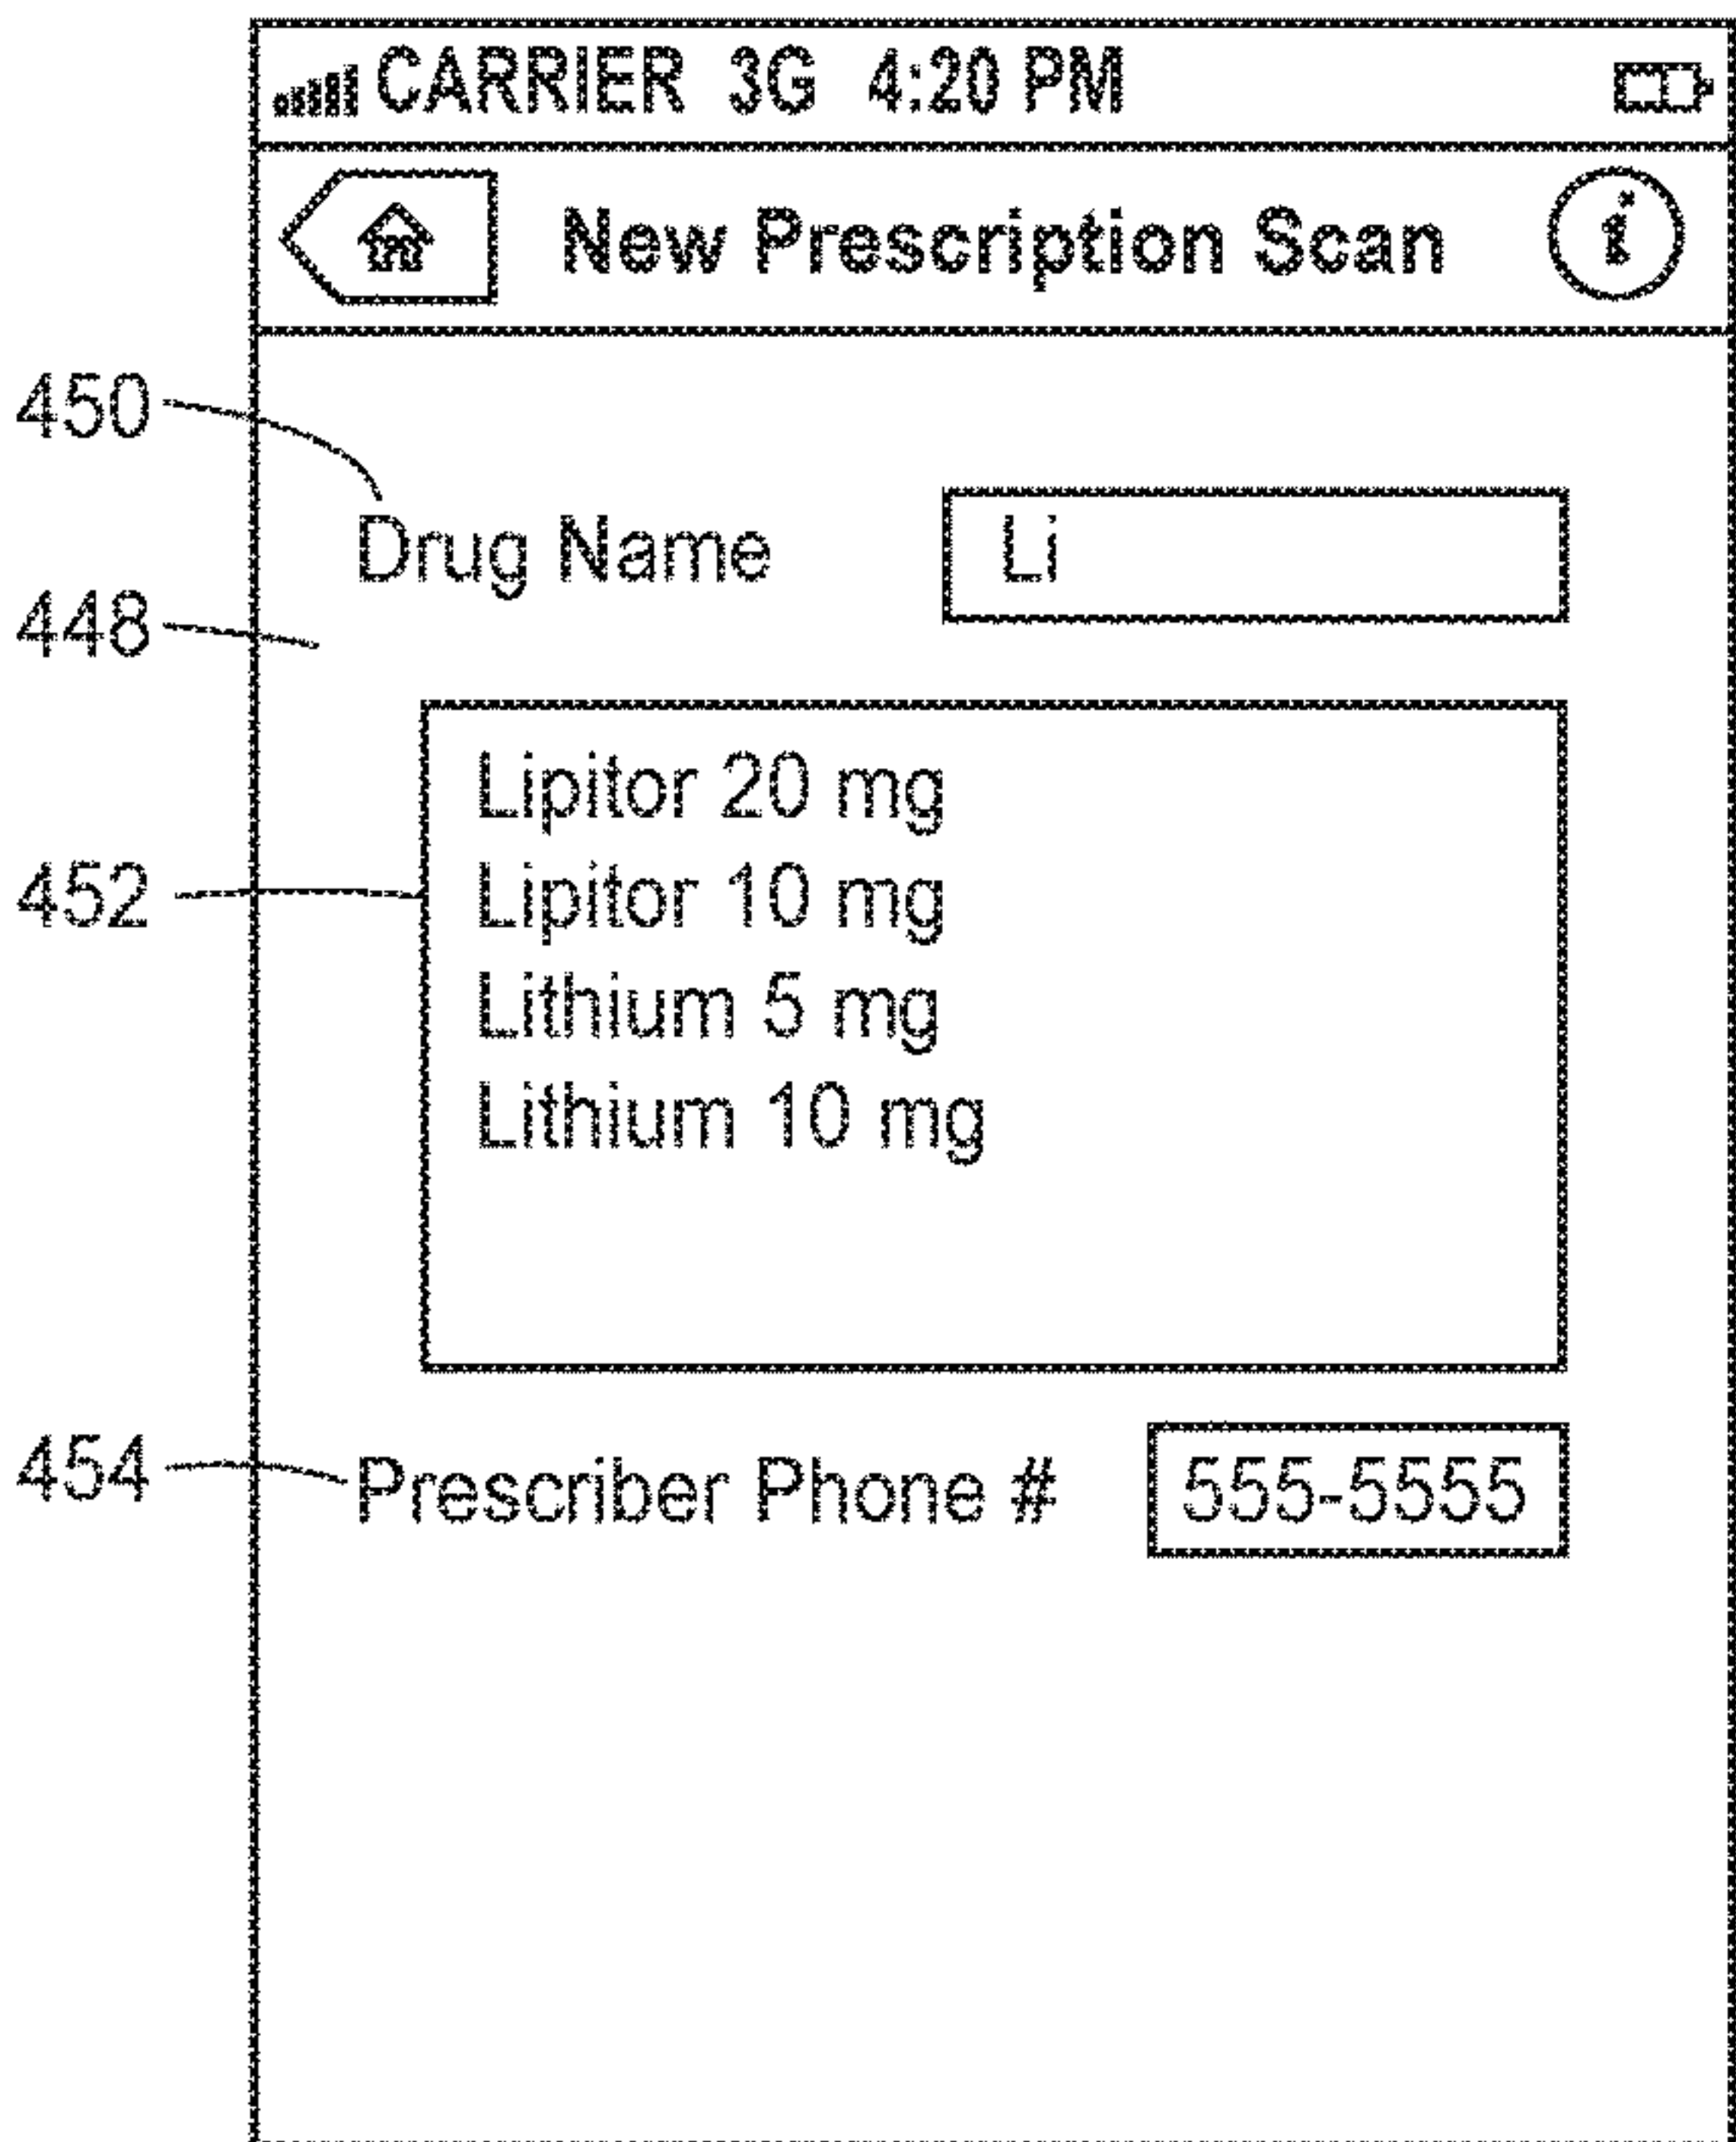 CARRIER 3G 4:20 PM
New Prescription Scan i
450
Drug Name Li
448
Lipitor 20 mg
452 Lipitor 10 mg
Lithium 5 mg
Lithium 10 mg
454 Prescriber Phone # 555-5555